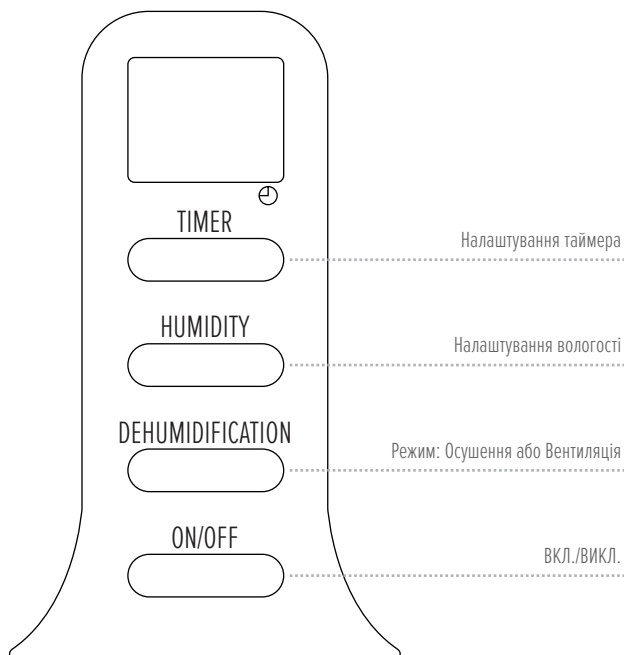 TIMER
Налаштування таймера
HUMIDITY
Налаштування вологості
DEHUMIDIFICATION
Режим: Осушення або Вентиляція
ON/OFF
ВКЛ./ВИКЛ.